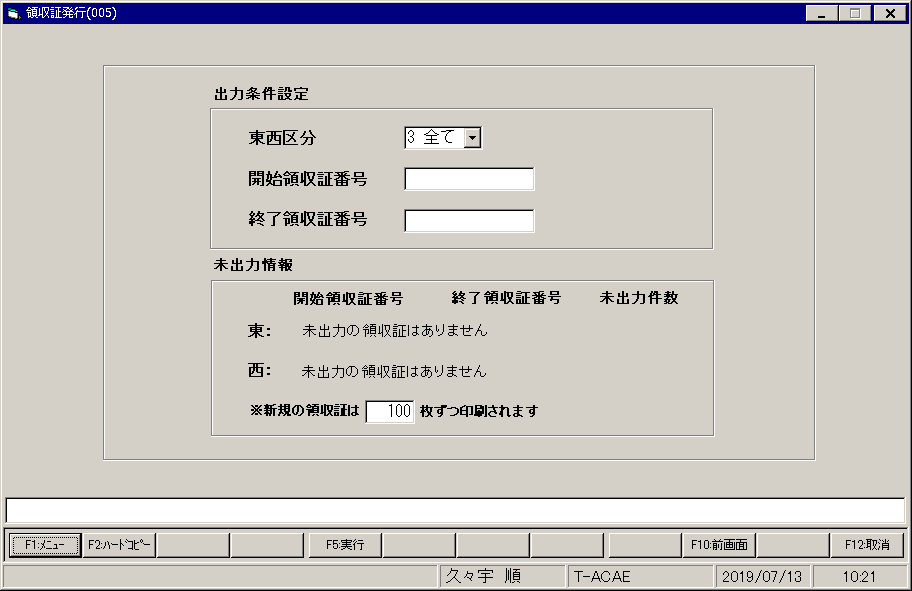 領収証発行(005)
出力条件設定
東西区分 3 全て
開始領収証番号
終了領収証番号
未出力情報
開始領収証番号 終了領収証番号 未出力件数
東: 未出力の領収証はありません
西: 未出力の領収証はありません
※新規の領収証は 100 枚ずつ印刷されます
F1:ﾒﾆｭｰ F2:ﾊｰﾄﾞｺﾋﾟｰ F5:実行 F10:前画面 F12:取消
久々宇 順 T-ACAE 2019/07/13 10:21